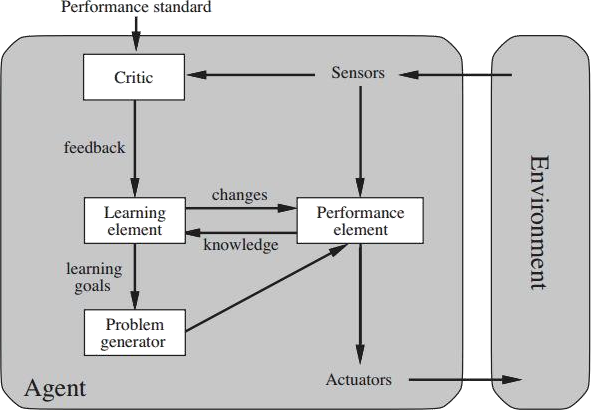 Performance standard
Critic
Sensors
feedback
changes
Learning
element
Performance
element
knowledge
learning
goals
Problem
generator
Agent
Actuators
Environment